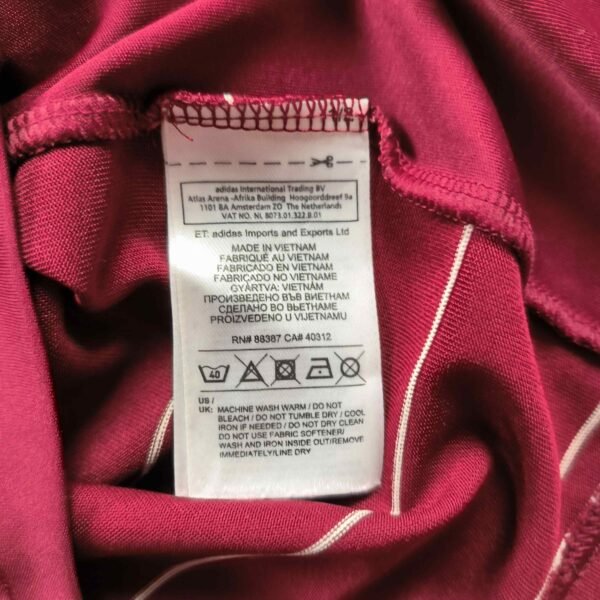 adidas International Trading BV
Atlas Arena -Afrika Building Hoogoorddreef 9a
1101 BA Amsterdam ZO The Netherlands
VAT NO. NL 8073.01.322.B.01
ET: adidas Imports and Exports Ltd
MADE IN VIETNAM
FABRIQUÉ AU VIETNAM
FABRICADO EN VIETNAM
FABRICADO NO VIETNAME
GYÁRTVA: VIETNÁM
ПРОИЗВЕДЕНО ВЪВ ВИЕТНАМ
СДЕЛАНО ВО ВЬЕТНАМЕ
PROIZVEDENO U VIJETNAMU
RN# 88387 CA# 40312
40
US /
UK: MACHINE WASH WARM / DO NOT
BLEACH / DO NOT TUMBLE DRY / COOL
IRON IF NEEDED / DO NOT DRY CLEAN
DO NOT USE FABRIC SOFTENER/
WASH AND IRON INSIDE OUT/REMOVE
IMMEDIATELY/LINE DRY